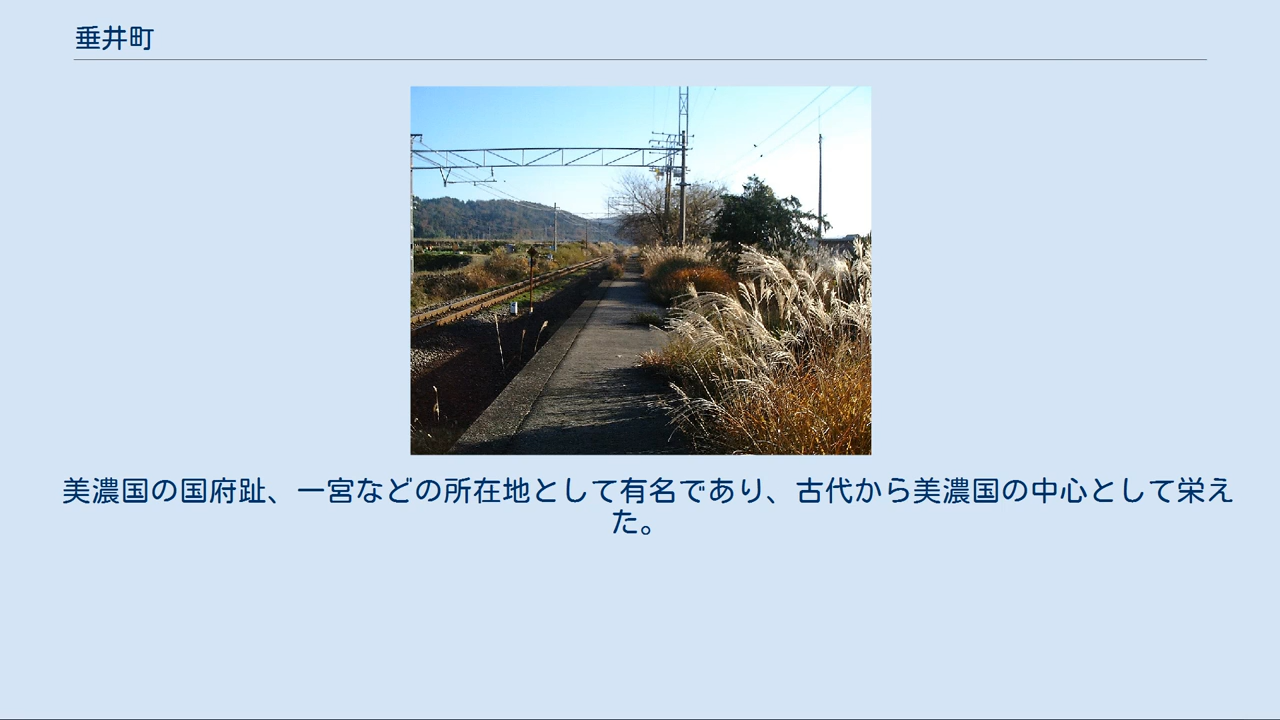 垂井町
美濃国の国府趾、一宮などの所在地として有名であり、古代から美濃国の中心として栄え
た。